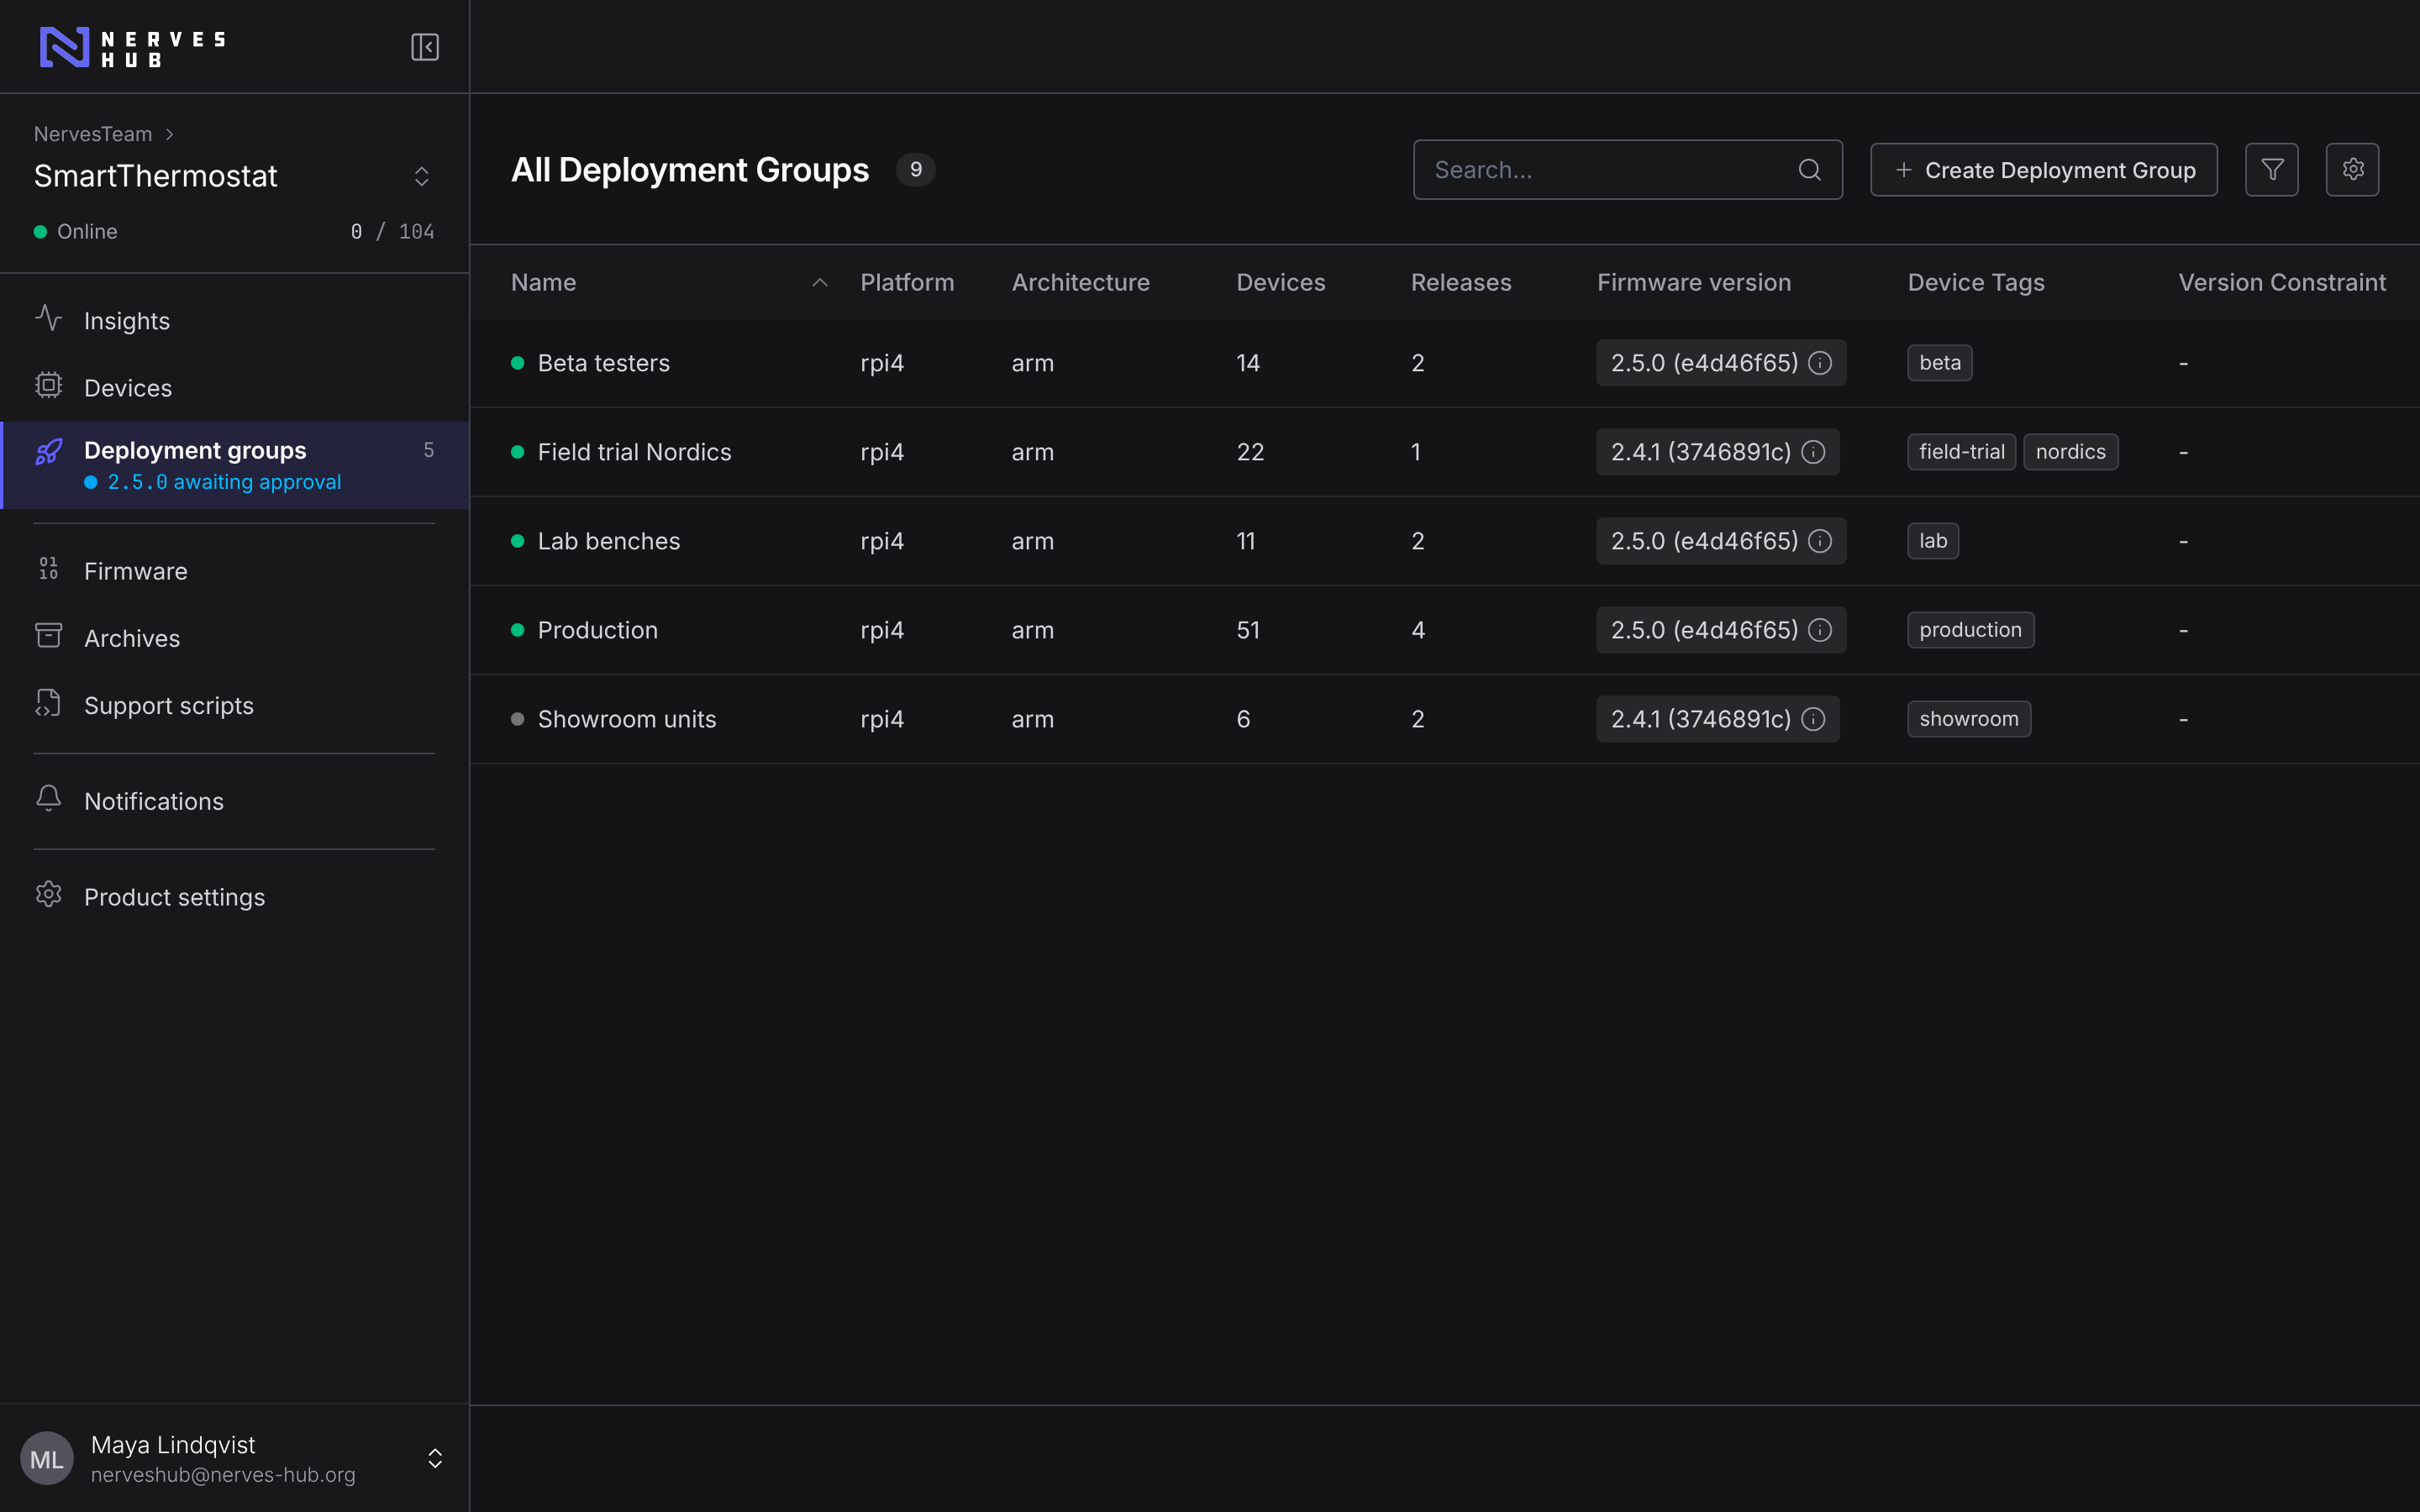 NERVES
HUB
NervesTeam
SmartThermostat
Online 0 / 104
Insights
Devices
Deployment groups 5
2.5.0 awaiting approval
Firmware
Archives
Support scripts
Notifications
Product settings
ML
Maya Lindqvist
nerveshub@nerves-hub.org
All Deployment Groups 9
Search...
Create Deployment Group
Name Platform Architecture Devices Releases Firmware version Device Tags Version Constraint
Beta testers rpi4 arm 14 2 2.5.0 (e4d46f65) beta -
Field trial Nordics rpi4 arm 22 1 2.4.1 (3746891c) field-trial nordics -
Lab benches rpi4 arm 11 2 2.5.0 (e4d46f65) lab -
Production rpi4 arm 51 4 2.5.0 (e4d46f65) production -
Showroom units rpi4 arm 6 2 2.4.1 (3746891c) showroom -